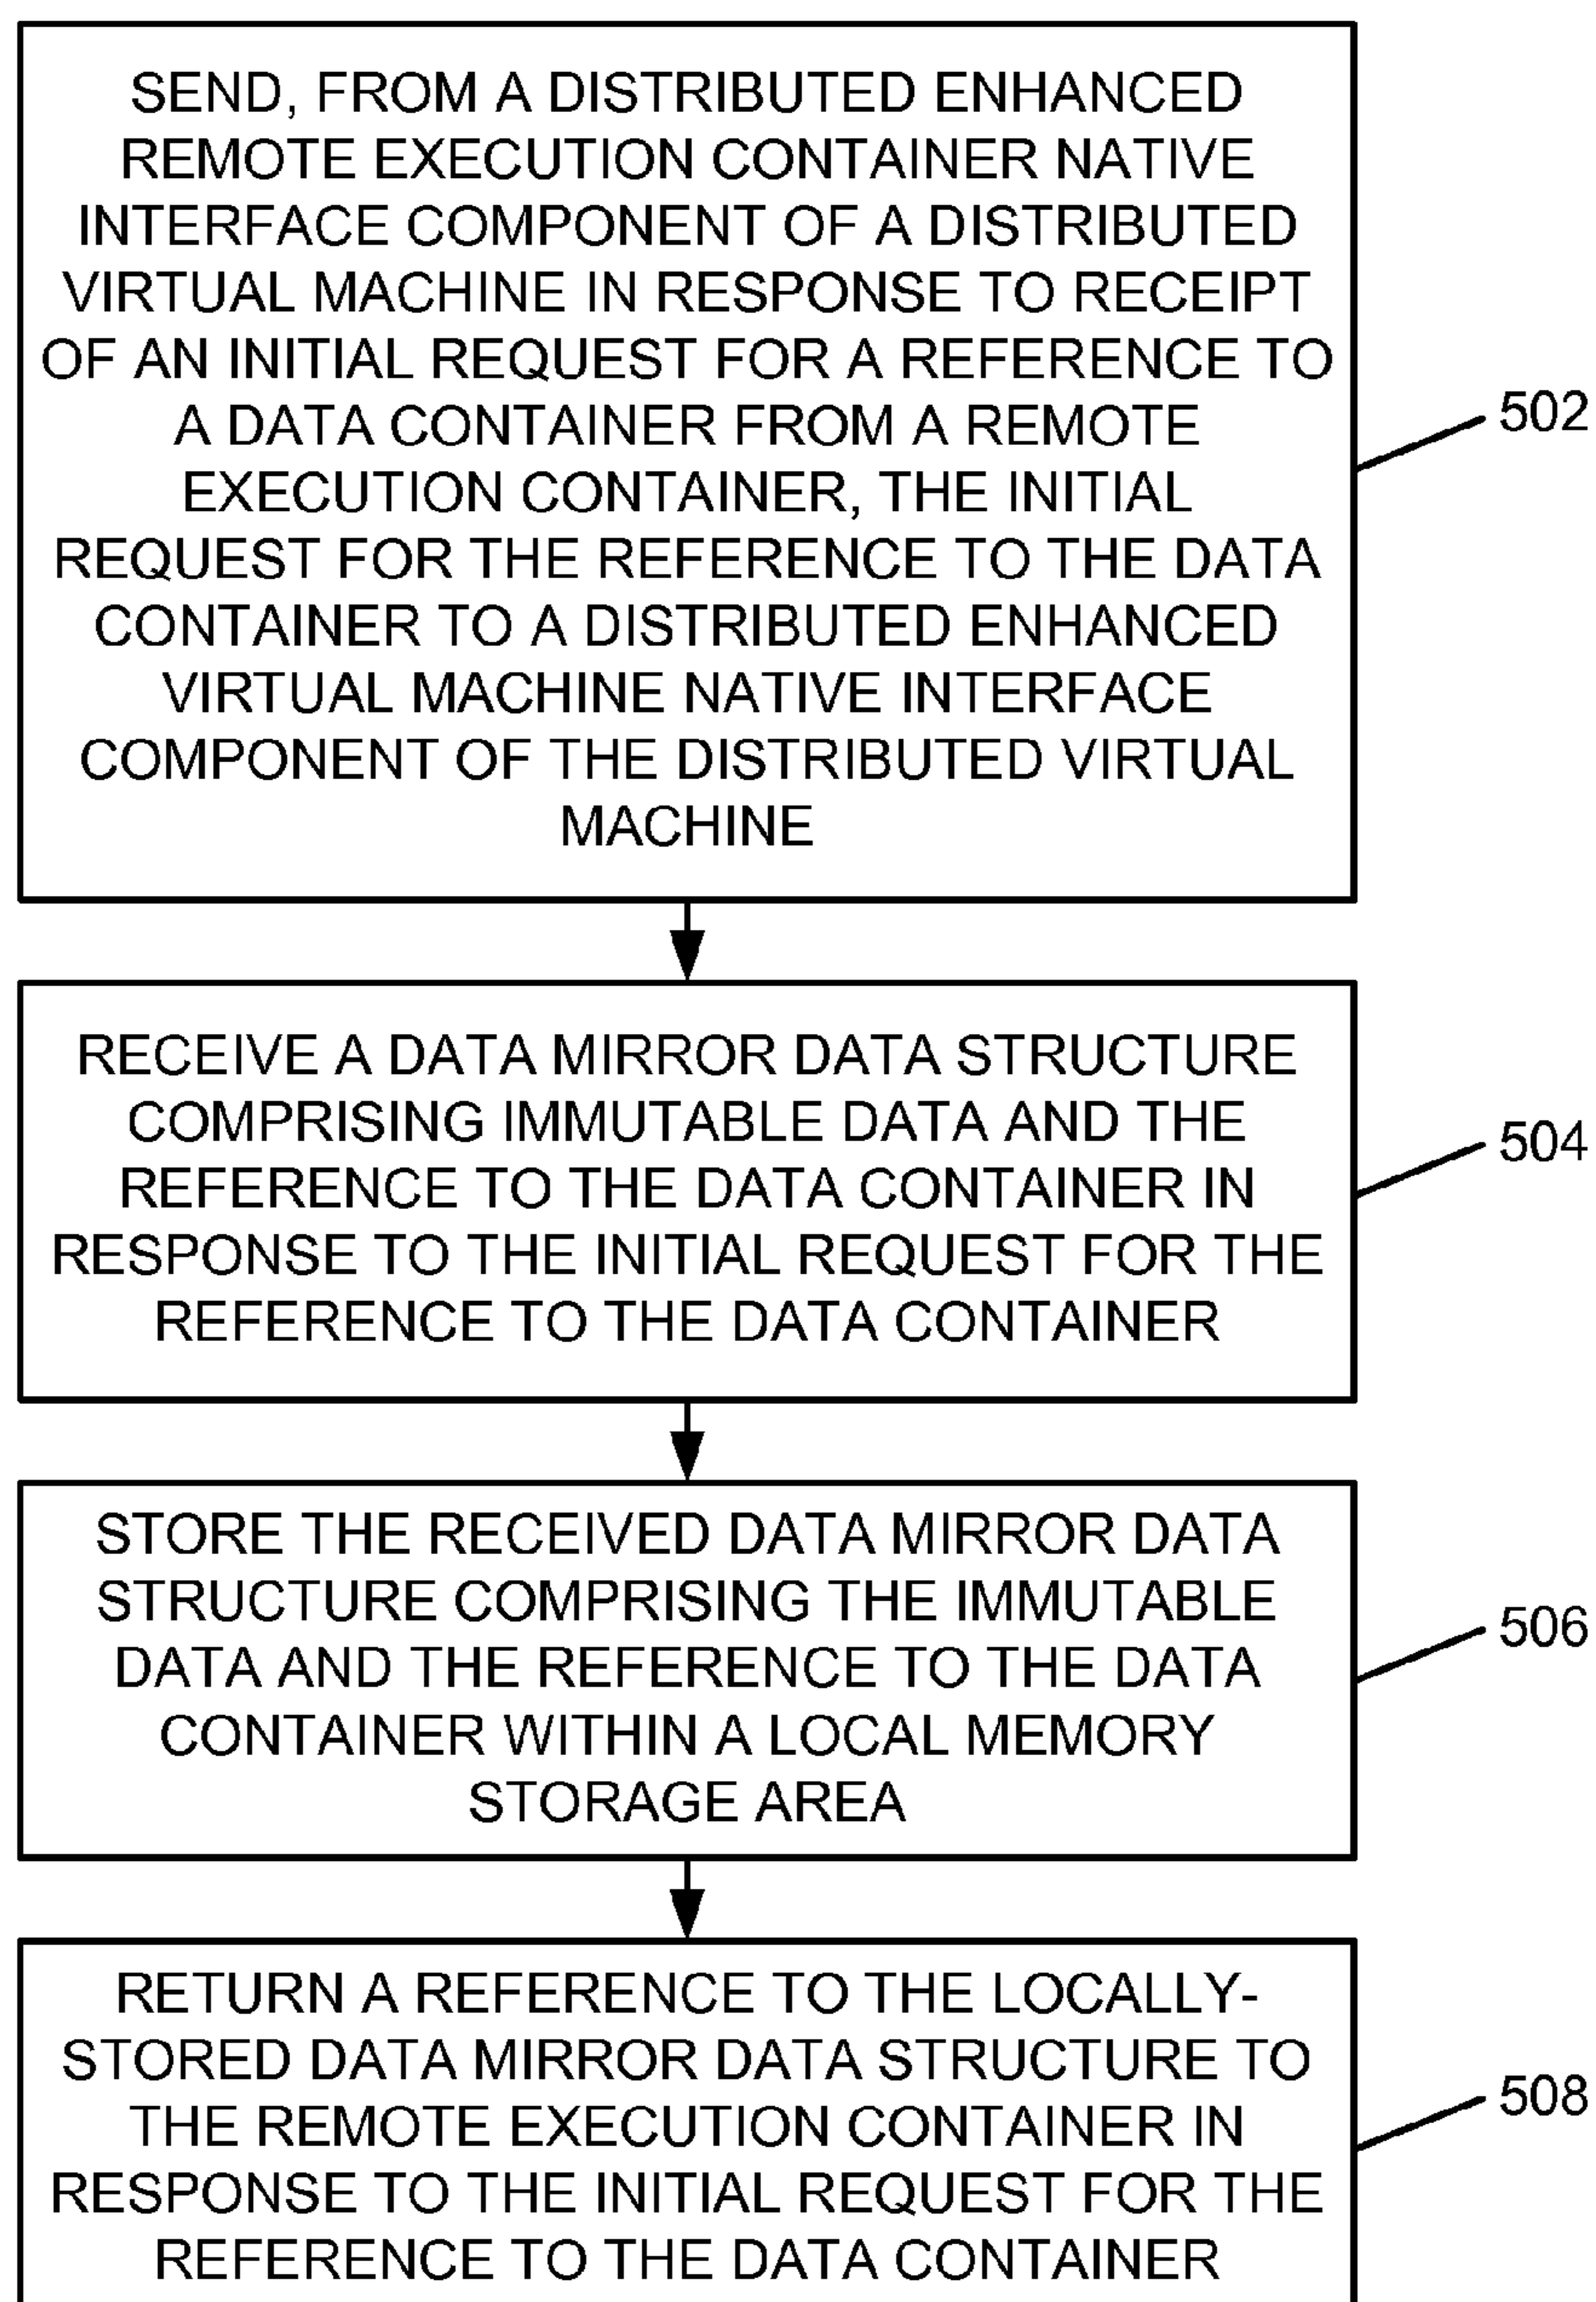 SEND, FROM A DISTRIBUTED ENHANCED
REMOTE EXECUTION CONTAINER NATIVE
INTERFACE COMPONENT OF A DISTRIBUTED
VIRTUAL MACHINE IN RESPONSE TO RECEIPT
OF AN INITIAL REQUEST FOR A REFERENCE TO
A DATA CONTAINER FROM A REMOTE
EXECUTION CONTAINER, THE INITIAL
REQUEST FOR THE REFERENCE TO THE DATA
CONTAINER TO A DISTRIBUTED ENHANCED
VIRTUAL MACHINE NATIVE INTERFACE
COMPONENT OF THE DISTRIBUTED VIRTUAL
MACHINE
502
RECEIVE A DATA MIRROR DATA STRUCTURE
COMPRISING IMMUTABLE DATA AND THE
REFERENCE TO THE DATA CONTAINER IN
RESPONSE TO THE INITIAL REQUEST FOR THE
REFERENCE TO THE DATA CONTAINER
504
STORE THE RECEIVED DATA MIRROR DATA
STRUCTURE COMPRISING THE IMMUTABLE
DATA AND THE REFERENCE TO THE DATA
CONTAINER WITHIN A LOCAL MEMORY
STORAGE AREA
506
RETURN A REFERENCE TO THE LOCALLY-
STORED DATA MIRROR DATA STRUCTURE TO
THE REMOTE EXECUTION CONTAINER IN
RESPONSE TO THE INITIAL REQUEST FOR THE
REFERENCE TO THE DATA CONTAINER
508